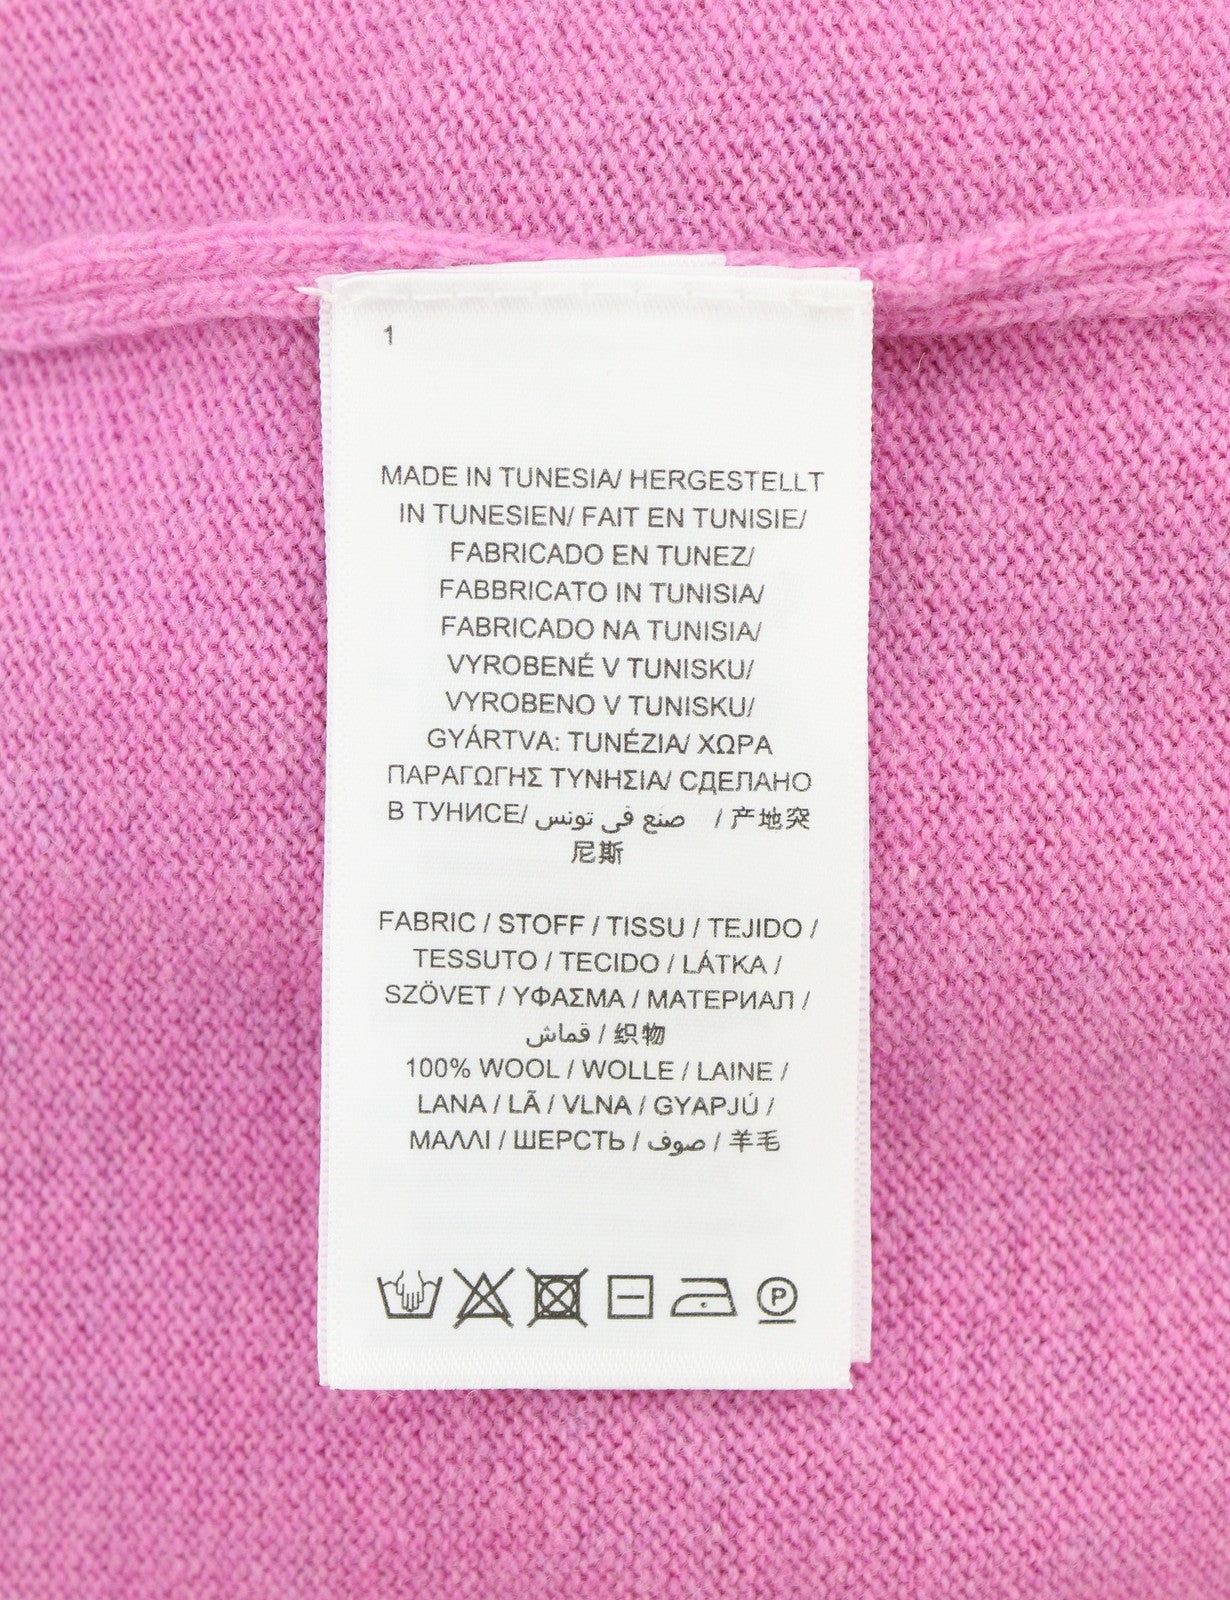 1
MADE IN TUNESIA/ HERGESTELLT
IN TUNESIEN/ FAIT EN TUNISIE/
FABRICADO EN TUNEZ/
FABBRICATO IN TUNISIA/
FABRICADO NA TUNISIA/
VYROBENÉ V TUNISKU/
VYROBENO V TUNISKU/
GYÁRTVA: TUNÉZIA/ ΧΩΡΑ
ΠΑΡΑΓΩΓΗΣ ΤΥΝΗΣΙΑ/ СДЕЛАНО
В ТУНИСЕ/ صنع في تونس / 产地突
尼斯
FABRIC / STOFF / TISSU / TEJIDO /
TESSUTO / TECIDO / LÁTKA /
SZÖVET / ΥΦΑΣΜΑ / МАТЕРИАЛ /
قماش / 织物
100% WOOL / WOLLE / LAINE /
LANA / LÃ / VLNA / GYAPJÚ /
ΜΑΛΛΙ / ШЕРСТЬ / صوف / 羊毛
P